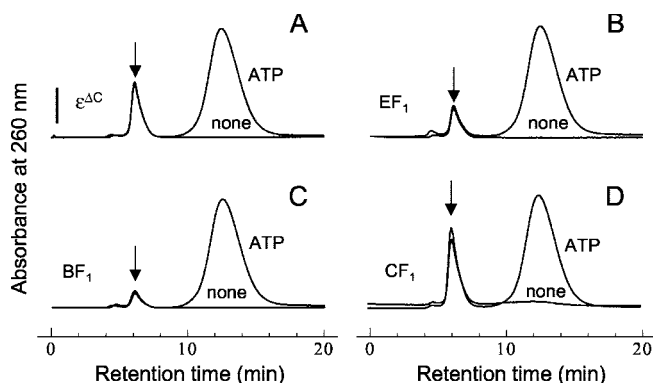 A
ε^ΔC
ATP
none
B
EF₁
ATP
none
C
BF₁
ATP
none
D
CF₁
ATP
none
Absorbance at 260 nm
0 10 20
0 10 20
Retention time (min)
Retention time (min)